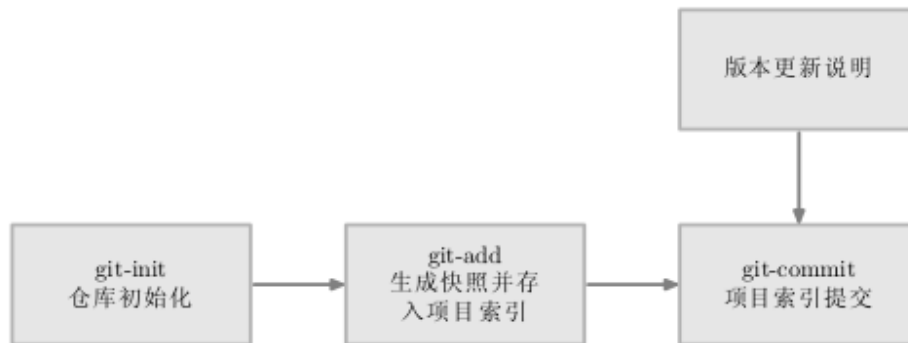 版本更新说明
git-init
仓库初始化
git-add
生成快照并存
入项目索引
git-commit
项目索引提交